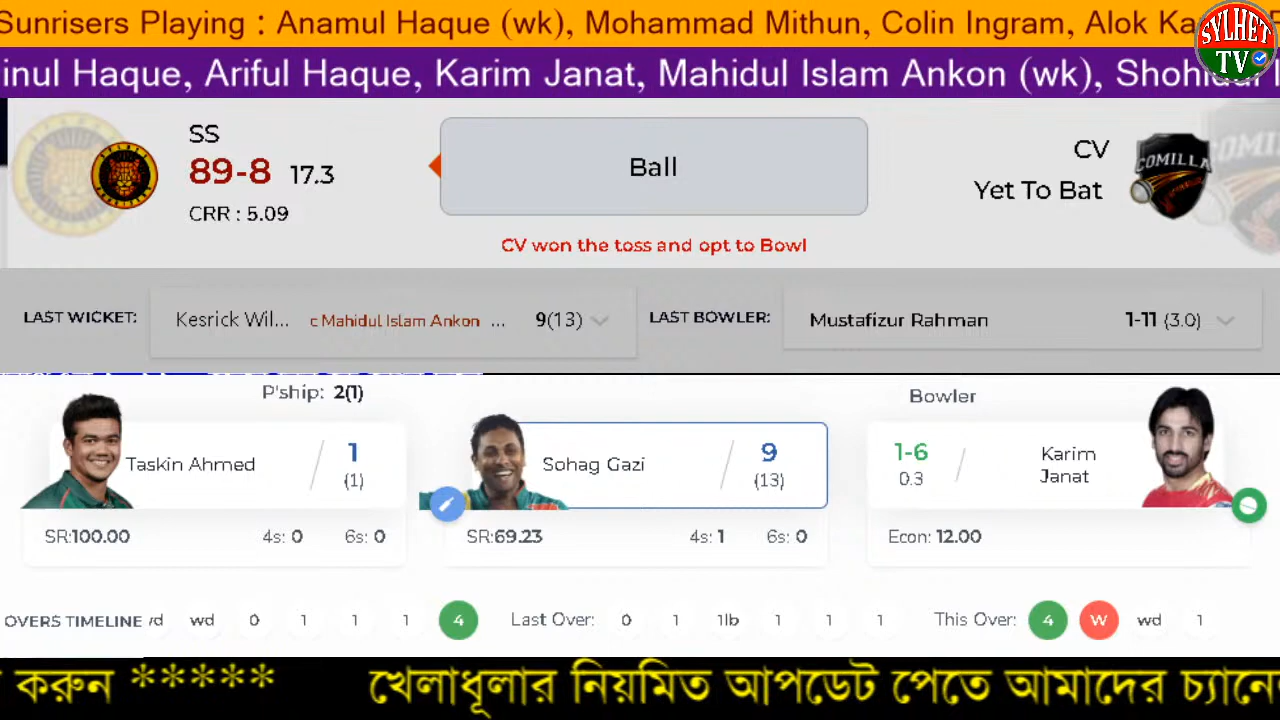 Sunrisers Playing : Anamul Haque (wk), Mohammad Mithun, Colin Ingram, Alok
SYLHET
TV
inul Haque, Ariful Haque, Karim Janat, Mahidul Islam Ankon (wk),
SS
89-8 17.3
CRR : 5.09
Ball
CV won the toss and opt to Bowl
CV
Yet To Bat
COMILLA
LAST WICKET: Kesrick Wil... c Mahidul Islam Ankon ... 9(13)
LAST BOWLER: Mustafizur Rahman 1-11 (3.0)
P'ship: 2(1)
Taskin Ahmed 1
(1)
SR:100.00 4s: 0 6s: 0
Sohag Gazi 9
(13)
SR:69.23 4s: 1 6s: 0
Bowler
1-6
0.3
Karim
Janat
Econ: 12.00
OVERS TIMELINE rd wd 0 1 1 1 4 Last Over: 0 1 1lb 1 1 1 This Over: 4 W wd 1
করুন ***** খেলাধূলার নিয়মিত আপডেট পেতে আমাদের চ্যানে